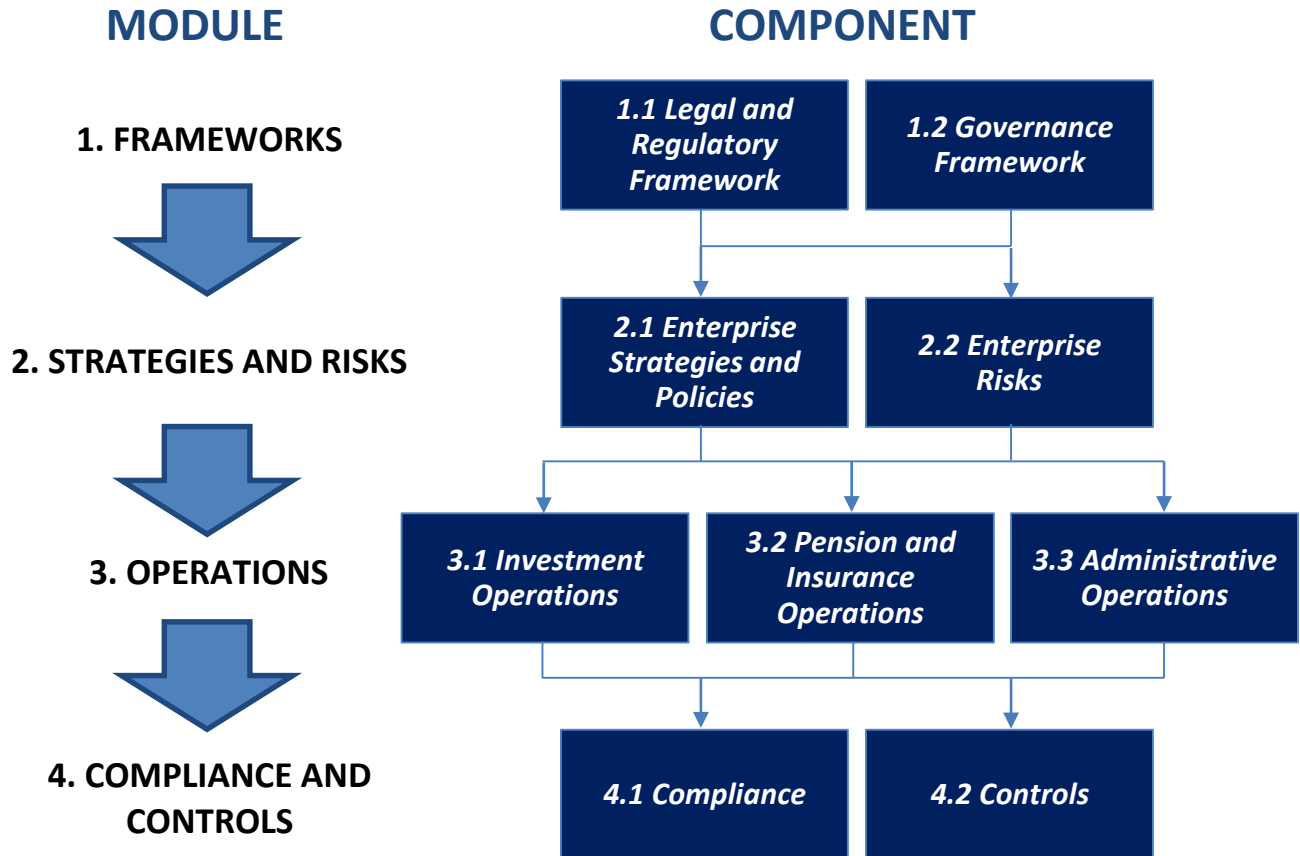 MODULE
COMPONENT
1. FRAMEWORKS
1.1 Legal and
Regulatory
Framework
1.2 Governance
Framework
2. STRATEGIES AND RISKS
2.1 Enterprise
Strategies and
Policies
2.2 Enterprise
Risks
3. OPERATIONS
3.1 Investment
Operations
3.2 Pension and
Insurance
Operations
3.3 Administrative
Operations
4. COMPLIANCE AND
CONTROLS
4.1 Compliance
4.2 Controls